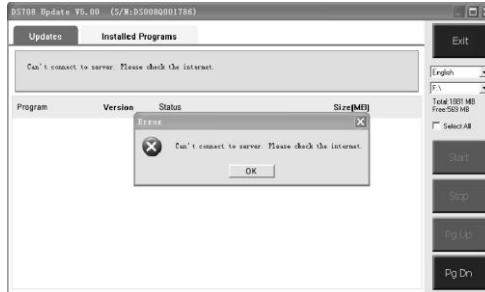 DS708 Update V5.00 (S/N:DS008Q001786)
Updates
Installed Programs
Can't connect to server. Please check the internet.
Program Version Status Size(MB)
Error
Can't connect to server. Please check the internet.
OK
Exit
English
F:\
Total:1881 MB
Free:569 MB
Select All
Start
Stop
Pg Up
Pg Dn